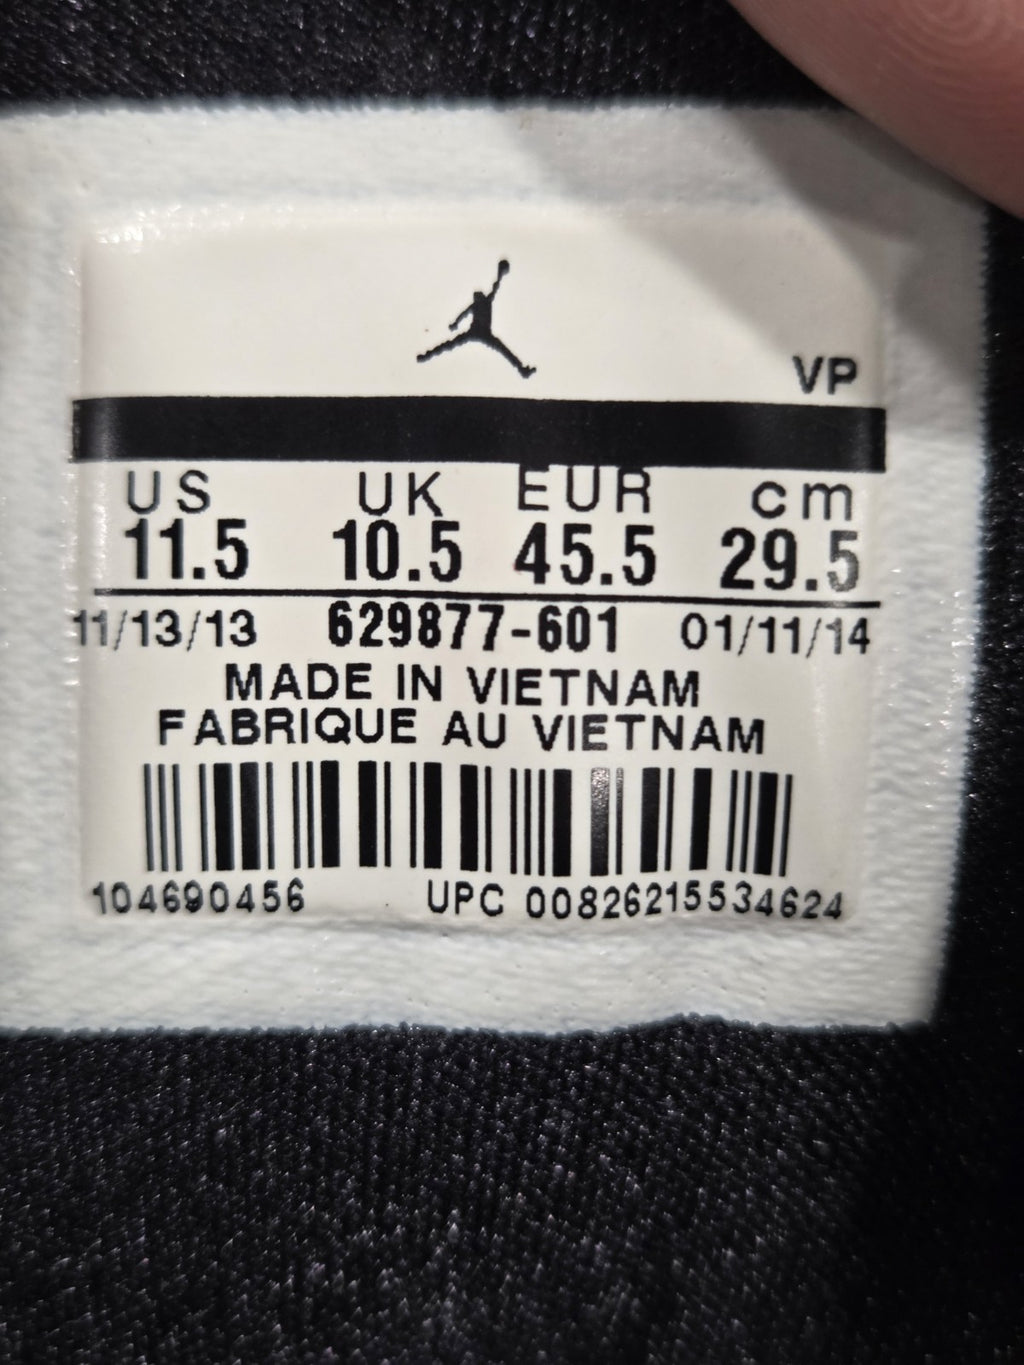 VP
US UK EUR cm
11.5 10.5 45.5 29.5
11/13/13 629877-601 01/11/14
MADE IN VIETNAM
FABRIQUE AU VIETNAM
104690456 UPC 00826215534624